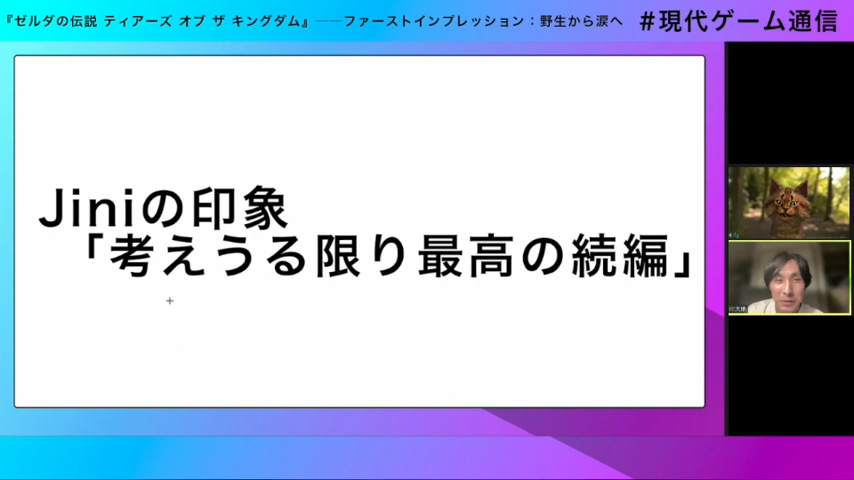 『ゼルダの伝説 ティアーズ オブ ザ キングダム』──ファーストインプレッション：野生から涙へ
#現代ゲーム通信
Jiniの印象
「考えうる限り最高の続編」